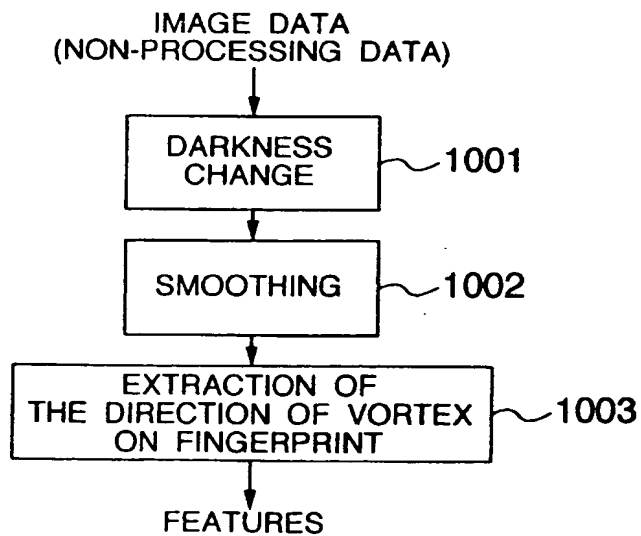 IMAGE DATA
(NON-PROCESSING DATA)
DARKNESS
CHANGE
1001
SMOOTHING
1002
EXTRACTION OF
THE DIRECTION OF VORTEX
ON FINGERPRINT
1003
FEATURES